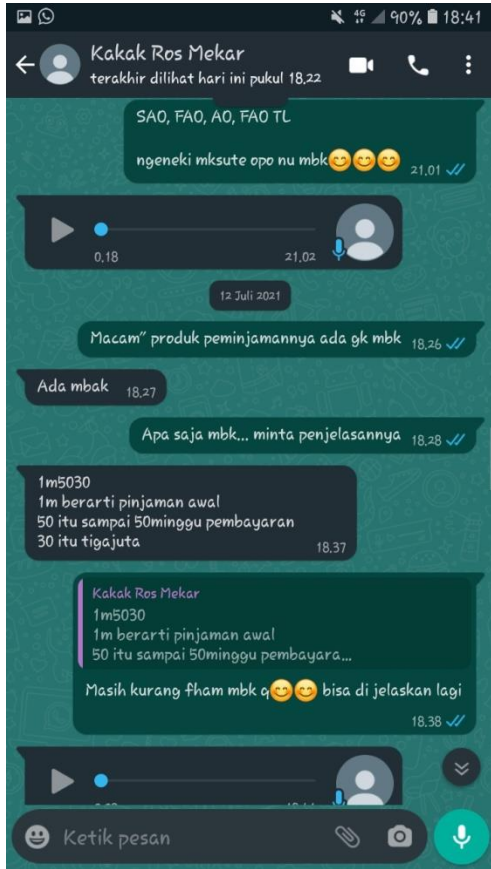 4G 90% 18:41
Kakak Ros Mekar
terakhir dilihat hari ini pukul 18.22
SAO, FAO, AO, FAO TL
ngeneki mksute opo nu mbk😊😊😊
21.01
0.18 21.02
12 Juli 2021
Macam" produk peminjamannya ada gk mbk 18.26
Ada mbak 18.27
Apa saja mbk... minta penjelasannya 18.28
1m5030
1m berarti pinjaman awal
50 itu sampai 50minggu pembayaran
30 itu tigajuta
18.37
Kakak Ros Mekar
1m5030
1m berarti pinjaman awal
50 itu sampai 50minggu pembayara...
Masih kurang fham mbk q😊😊 bisa di jelaskan lagi
18.38
Ketik pesan